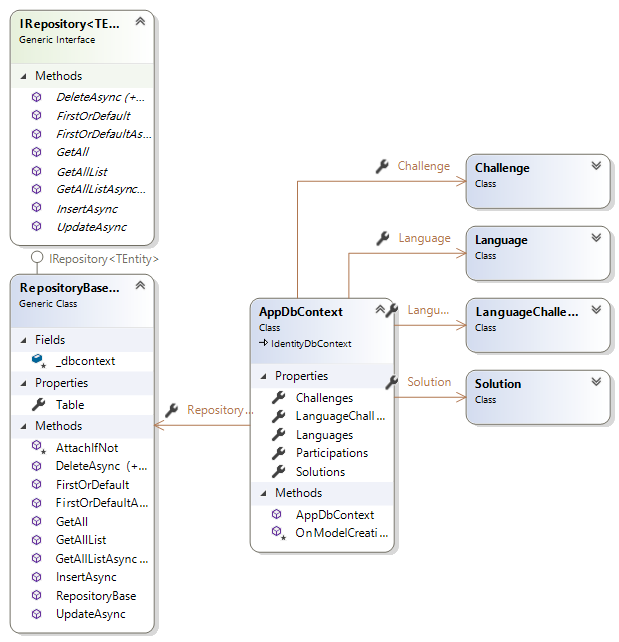 IRepository<TE...
Generic Interface
Methods
DeleteAsync (+...
FirstOrDefault
FirstOrDefaultAs...
GetAll
GetAllList
GetAllListAsync...
InsertAsync
UpdateAsync
IRepository<TEntity>
RepositoryBase...
Generic Class
Fields
_dbcontext
Properties
Table
Methods
AttachIfNot
DeleteAsync (+...
FirstOrDefault
FirstOrDefaultA...
GetAll
GetAllList
GetAllListAsync...
InsertAsync
RepositoryBase
UpdateAsync
Repository...
AppDbContext
Class
IdentityDbContext
Properties
Challenges
LanguageChall...
Languages
Participations
Solutions
Methods
AppDbContext
OnModelCreati...
Challenge
Challenge
Class
Language
Language
Class
Langu...
LanguageChalle...
Class
Solution
Solution
Class